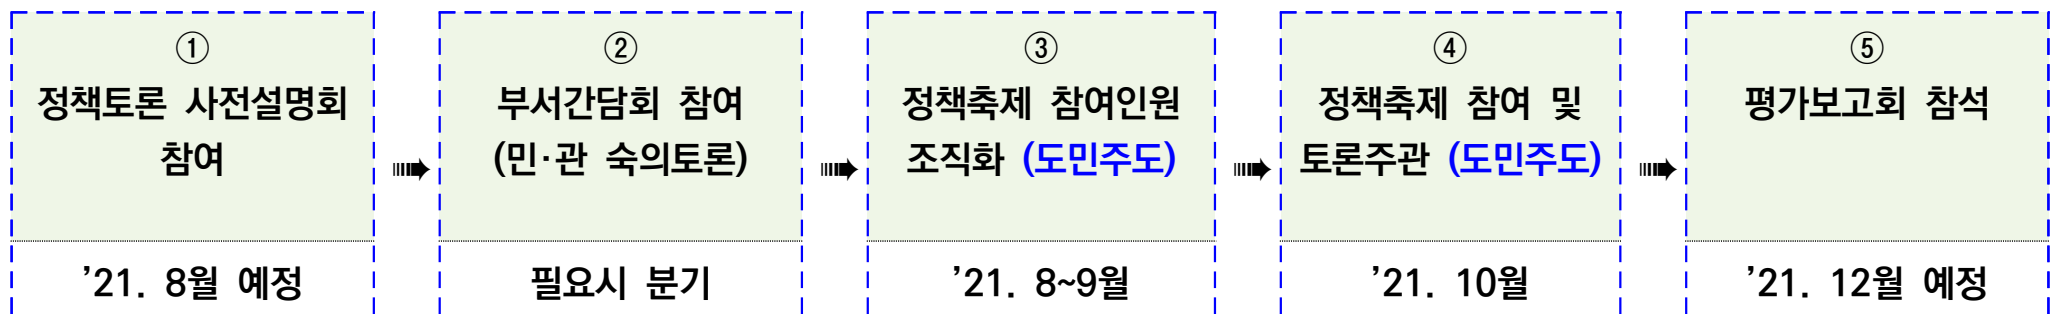 ①
정책토론 사전설명회
참여
'21. 8월 예정
②
부서간담회 참여
(민·관 숙의토론)
필요시 분기
③
정책축제 참여인원
조직화 (도민주도)
'21. 8~9월
④
정책축제 참여 및
토론주관 (도민주도)
'21. 10월
⑤
평가보고회 참석
'21. 12월 예정